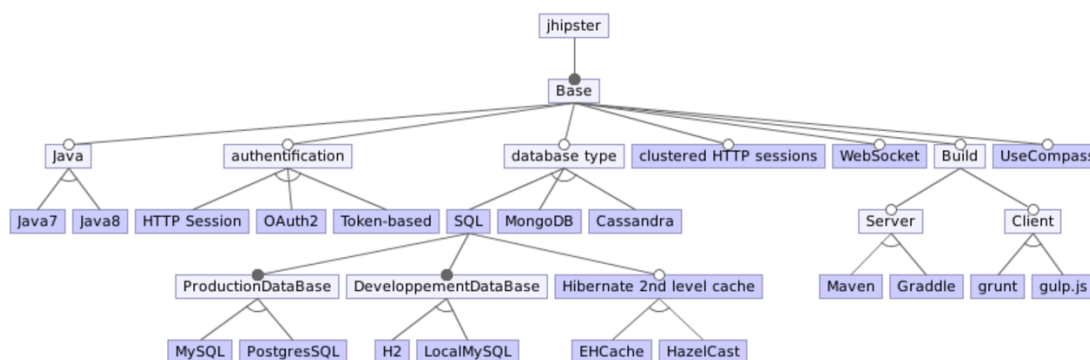 jhipster
Base
Java authentification database type clustered HTTP sessions WebSocket Build UseCompass
Java7 Java8 HTTP Session OAuth2 Token-based SQL MongoDB Cassandra Server Client
ProductionDataBase DeveloppementDataBase Hibernate 2nd level cache Maven Graddle grunt gulp.js
MySQL PostgresSQL H2 LocalMySQL EHCache HazelCast